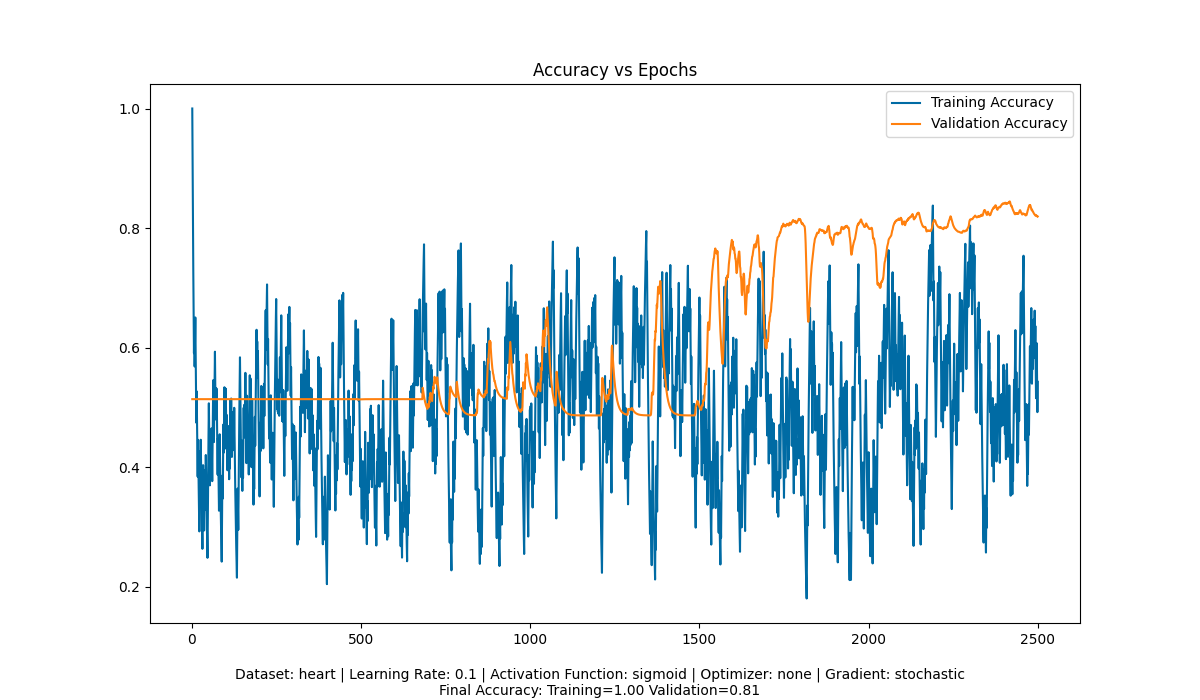 Accuracy vs Epochs
Training Accuracy
Validation Accuracy
1.0
0.8
0.6
0.4
0.2
0 500 1000 1500 2000 2500
Dataset: heart | Learning Rate: 0.1 | Activation Function: sigmoid | Optimizer: none | Gradient: stochastic
Final Accuracy: Training=1.00 Validation=0.81